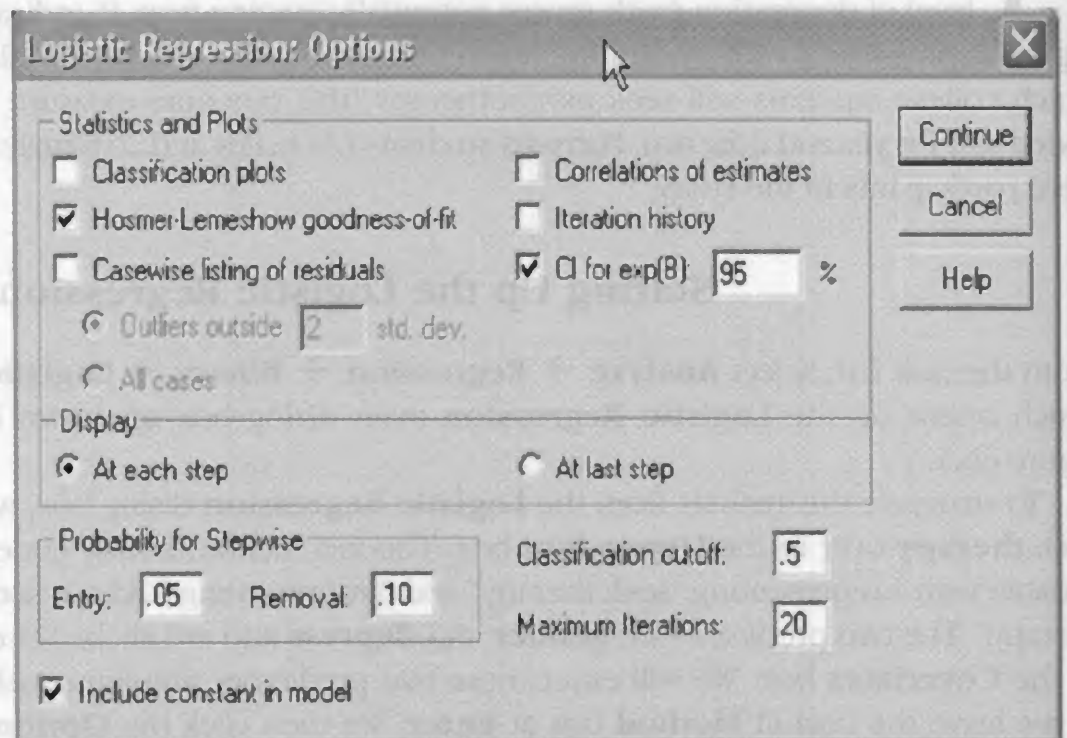 Logistic Regression: Options
Statistics and Plots
Classification plots
Correlations of estimates
Hosmer-Lemeshow goodness-of-fit
Iteration history
Casewise listing of residuals
CI for exp(B): 95 %
Outliers outside 2 std. dev.
All cases
Display
At each step
At last step
Probability for Stepwise
Entry: .05 Removal: .10
Classification cutoff: .5
Maximum Iterations: 20
Include constant in model
Continue
Cancel
Help